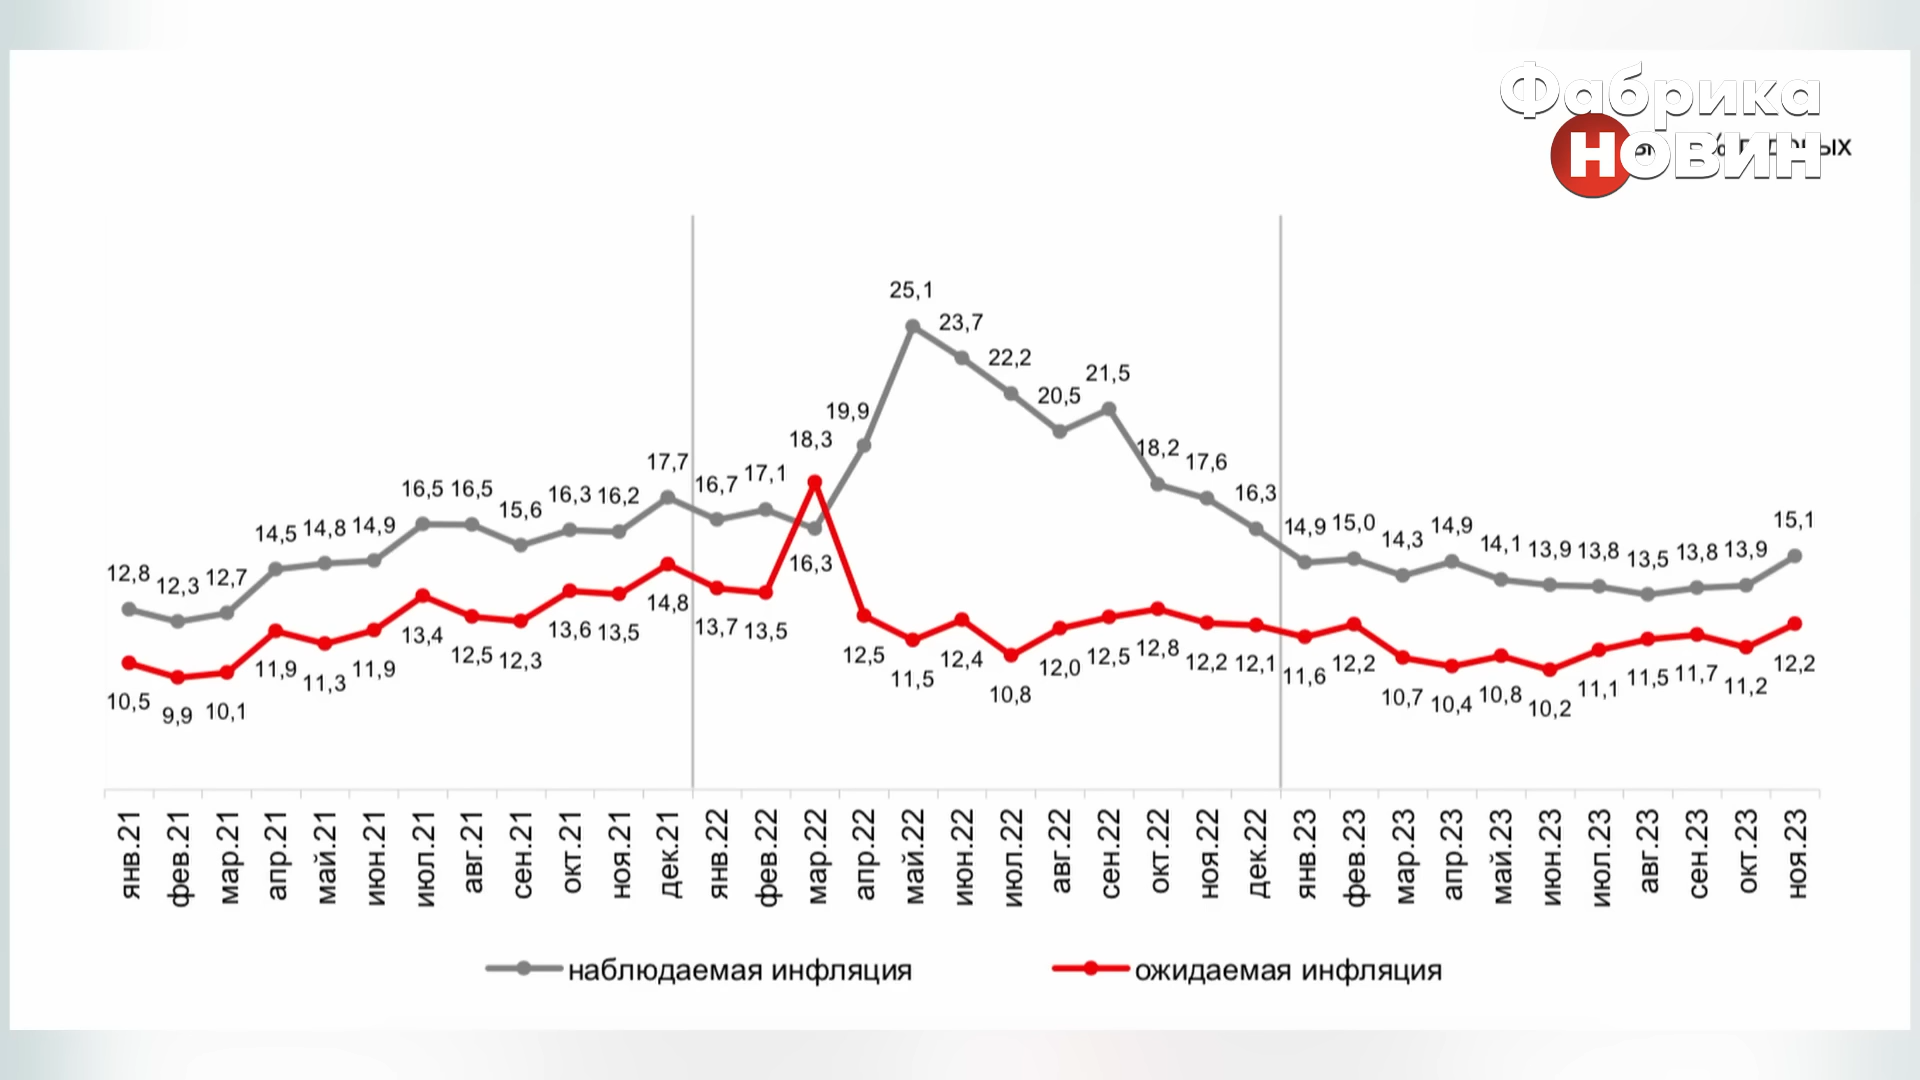 Фабрика
новин
25,1
23,7
22,2
20,5 21,5
19,9
18,3
18,2 17,6
17,7
16,7 17,1
16,3
16,5 16,5 15,6 16,3 16,2
14,5 14,8 14,9
12,8 12,3 12,7
16,3
14,9 15,0 14,3 14,9 14,1 13,9 13,8 13,5 13,8 13,9 15,1
10,5 9,9 10,1 11,9 11,3 11,9 13,4 12,5 12,3 13,6 13,5 14,8 13,7 13,5
12,5 11,5 12,4 10,8 12,0 12,5 12,8 12,2 12,1 11,6 12,2 10,7 10,4 10,8 10,2 11,1 11,5 11,7 11,2 12,2
янв.21 фев.21 мар.21 апр.21 май.21 июн.21 июл.21 авг.21 сен.21 окт.21 ноя.21 дек.21 янв.22 фев.22 мар.22 апр.22 май.22 июн.22 июл.22 авг.22 сен.22 окт.22 ноя.22 дек.22 янв.23 фев.23 мар.23 апр.23 май.23 июн.23 июл.23 авг.23 сен.23 окт.23 ноя.23
наблюдаемая инфляция ожидаемая инфляция